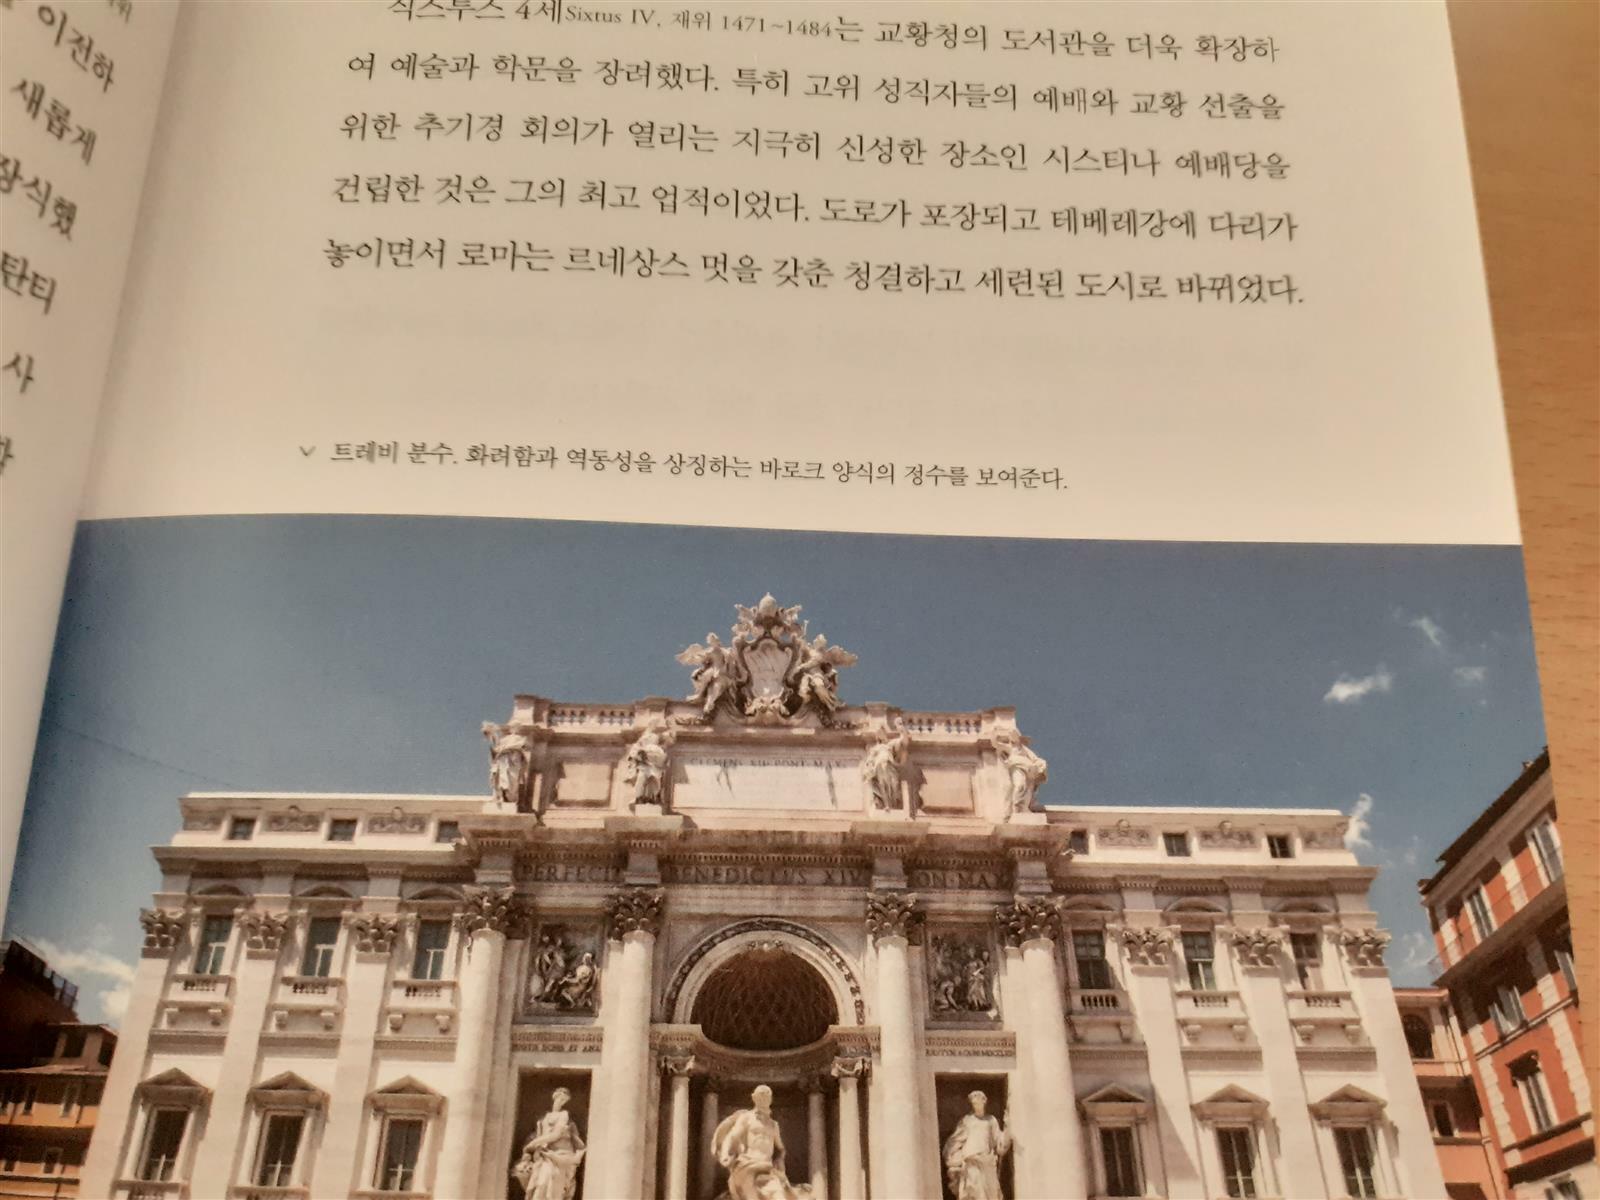 이전하
새롭게
장식했
탄티
사
식스투스 4세Sixtus IV, 재위 1471~1484는 교황청의 도서관을 더욱 확장하
여 예술과 학문을 장려했다. 특히 고위 성직자들의 예배와 교황 선출을
위한 추기경 회의가 열리는 지극히 신성한 장소인 시스티나 예배당을
건립한 것은 그의 최고 업적이었다. 도로가 포장되고 테베레강에 다리가
놓이면서 로마는 르네상스 멋을 갖춘 청결하고 세련된 도시로 바뀌었다.
트레비 분수. 화려함과 역동성을 상징하는 바로크 양식의 정수를 보여준다.
CLEMENS XII PONT MAX
PERFECIT BENEDICTUS XIV PON MAX